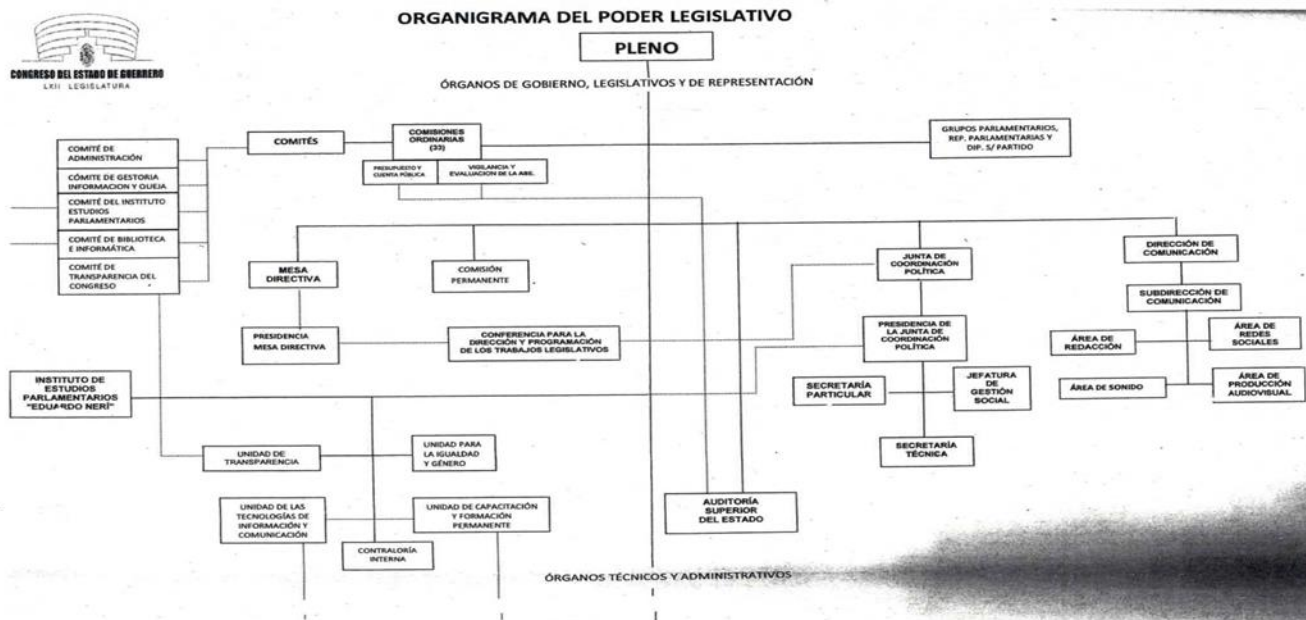 ORGANIGRAMA DEL PODER LEGISLATIVO
PLENO
CONGRESO DEL ESTADO DE GUERRERO
LXII LEGISLATURA
ÓRGANOS DE GOBIERNO, LEGISLATIVOS Y DE REPRESENTACIÓN
COMITÉ DE
ADMINISTRACIÓN
CÓMITE DE GESTORIA
INFORMACION Y QUEJA
COMITÉ DEL INSTITUTO
ESTUDIOS
PARLAMENTARIOS
COMITÉ DE BIBLIOTECA
E INFORMÁTICA
COMITÉ DE
TRANSPARENCIA DEL
CONGRESO
COMITÉS
COMISIONES
ORDINARIAS
(33)
PRESUPUESTO Y
CUENTA PÚBLICA
VIGILANCIA Y
EVALUACION DE LA ASE.
GRUPOS PARLAMENTARIOS,
REP. PARLAMENTARIAS Y
DIP. S/ PARTIDO
MESA
DIRECTIVA
COMISIÓN
PERMANENTE
JUNTA DE
COORDINACIÓN
POLÍTICA
DIRECCIÓN DE
COMUNICACIÓN
SUBDIRECCIÓN DE
COMUNICACIÓN
PRESIDENCIA
MESA DIRECTIVA
CONFERENCIA PARA LA
DIRECCIÓN Y PROGRAMACIÓN
DE LOS TRABAJOS LEGISLATIVOS
PRESIDENCIA DE
LA JUNTA DE
COORDINACIÓN
POLÍTICA
ÁREA DE
REDACCIÓN
ÁREA DE
REDES
SOCIALES
INSTITUTO DE
ESTUDIOS
PARLAMENTARIOS
"EDUARDO NERÍ"
SECRETARÍA
PARTICULAR
JEFATURA
DE
GESTIÓN
SOCIAL
ÁREA DE SONIDO
ÁREA DE
PRODUCCIÓN
AUDIOVISUAL
UNIDAD DE
TRANSPARENCIA
UNIDAD PARA
LA IGUALDAD
Y GÉNERO
SECRETARÍA
TÉCNICA
UNIDAD DE LAS
TECNOLOGÍAS DE
INFORMACIÓN Y
COMUNICACIÓN
UNIDAD DE CAPACITACIÓN
Y FORMACIÓN
PERMANENTE
AUDITORÍA
SUPERIOR
DEL ESTADO
CONTRALORÍA
INTERNA
ÓRGANOS TÉCNICOS Y ADMINISTRATIVOS